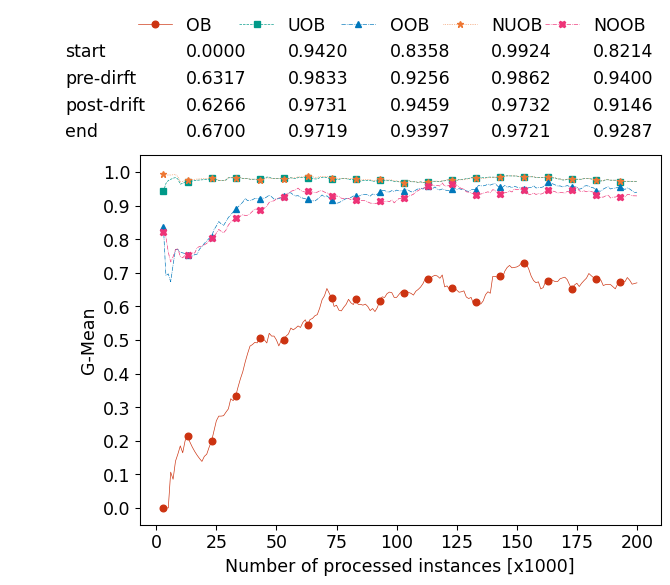 OB UOB OOB NUOB NOOB
start 0.0000 0.9420 0.8358 0.9924 0.8214
pre-dirft 0.6317 0.9833 0.9256 0.9862 0.9400
post-drift 0.6266 0.9731 0.9459 0.9732 0.9146
end 0.6700 0.9719 0.9397 0.9721 0.9287
1.0
0.9
0.8
0.7
0.6
0.5
0.4
0.3
0.2
0.1
0.0
G-Mean
0 25 50 75 100 125 150 175 200
Number of processed instances [x1000]